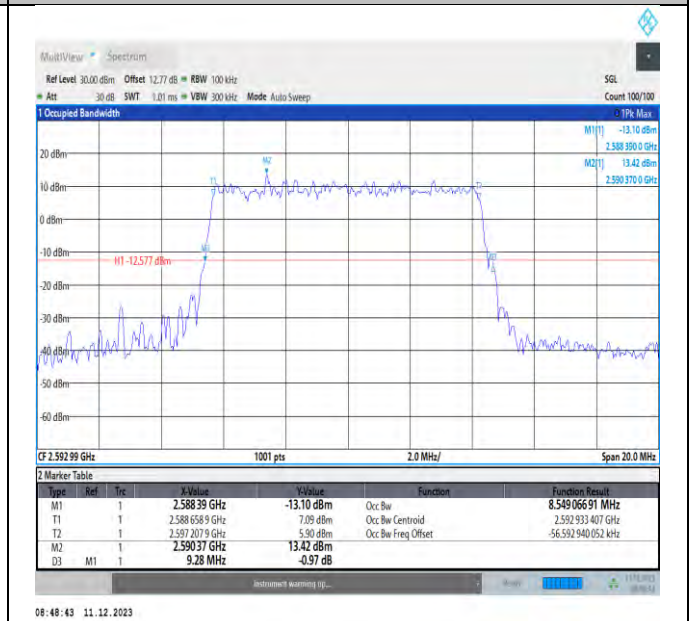 MultiView Spectrum
Ref Level 30.00 dBm Offset 12.77 dB RBW 100 kHz SGL
Att 30 dB SWT 1.01 ms VBW 300 kHz Mode Auto Sweep Count 100/100
1 Occupied Bandwidth 1Pk Max
M1[1] -13.10 dBm
2.588 390 0 GHz
M2[1] 13.42 dBm
2.590 370 0 GHz
20 dBm
M2
10 dBm
T1
T2
0 dBm
-10 dBm
M1
H1 -12.577 dBm
-20 dBm
-30 dBm
-40 dBm
-50 dBm
-60 dBm
CF 2.592 99 GHz 1001 pts 2.0 MHz/ Span 20.0 MHz
2 Marker Table
Type Ref Trc X-Value Y-Value Function Function Result
M1 1 2.588 39 GHz -13.10 dBm Occ Bw 8.549 066 91 MHz
T1 1 2.588 658 9 GHz 7.09 dBm Occ Bw Centroid 2.592 933 407 GHz
T2 1 2.597 207 9 GHz 5.90 dBm Occ Bw Freq Offset -56.592 940 052 kHz
M2 1 2.590 37 GHz 13.42 dBm
D3 M1 1 9.28 MHz -0.97 dB
Instrument warming up...
08:48:43 11.12.2023